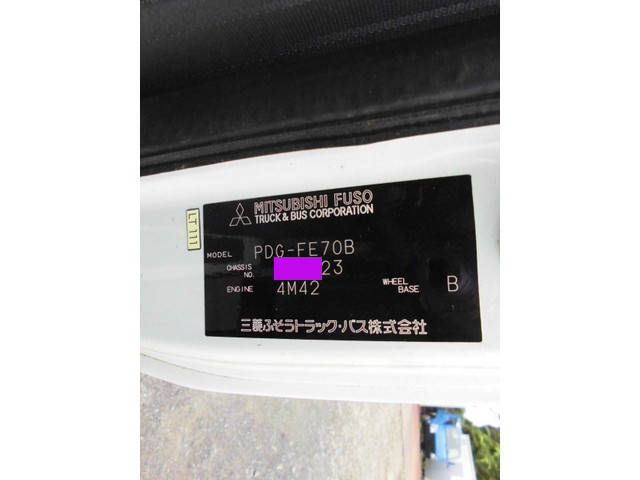 LT111
MITSUBISHI FUSO
TRUCK & BUS CORPORATION
MODEL PDG-FE70B
CHASSIS NO. 23
ENGINE 4M42 WHEEL BASE B
三菱ふそうトラック・バス株式会社